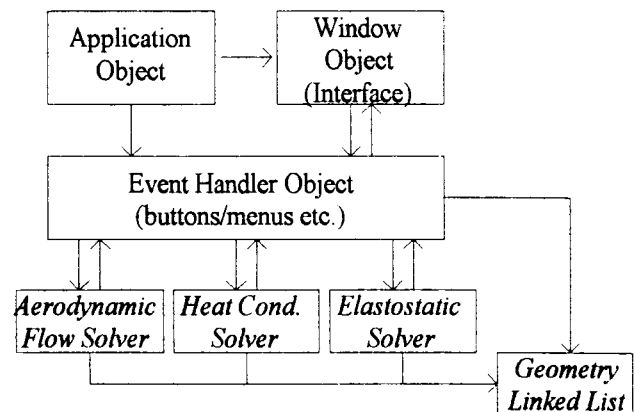 Application
Object
Window
Object
(Interface)
Event Handler Object
(buttons/menus etc.)
Aerodynamic
Flow Solver
Heat Cond.
Solver
Elastostatic
Solver
Geometry
Linked List